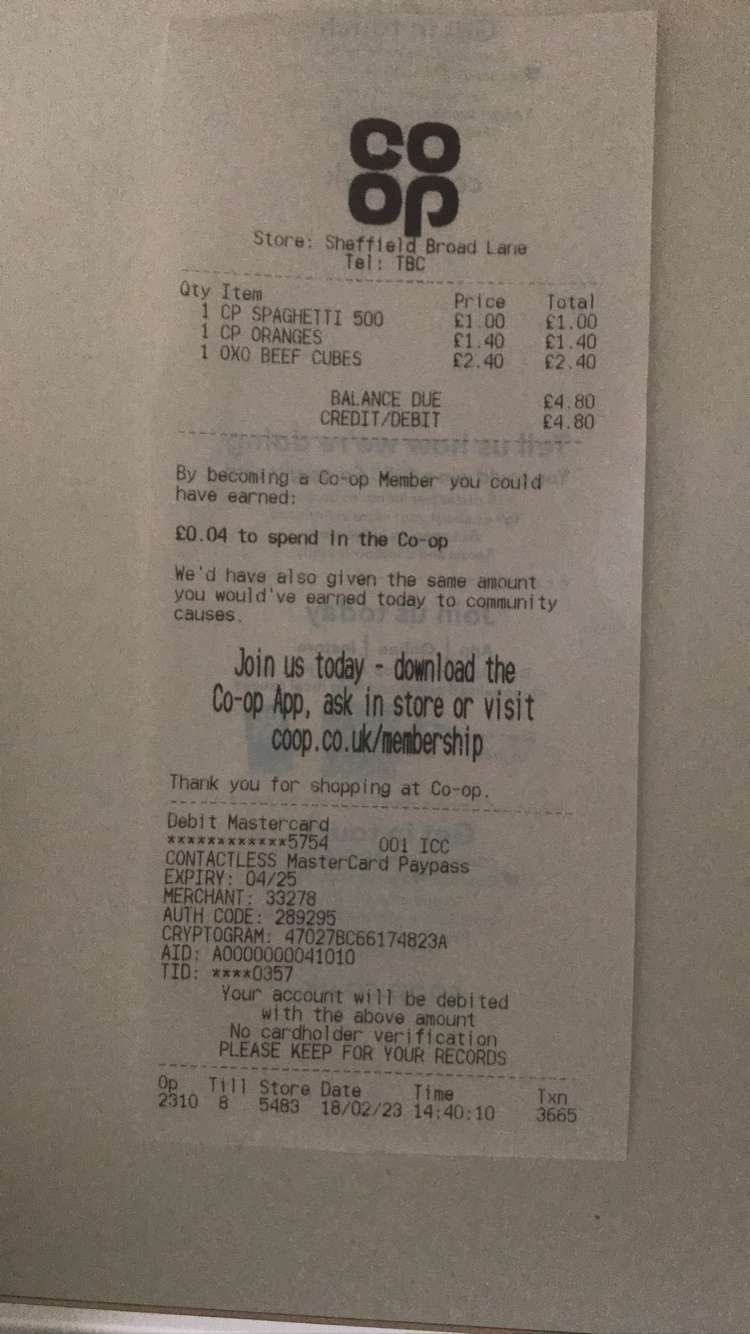 CO
OP
Store: Sheffield Broad Lane
Tel: TBC
Qty Item Price Total
1 CP SPAGHETTI 500 £1.00 £1.00
1 CP ORANGES £1.40 £1.40
1 OXO BEEF CUBES £2.40 £2.40
BALANCE DUE £4.80
CREDIT/DEBIT £4.80
By becoming a Co-op Member you could
have earned:
£0.04 to spend in the Co-op
We'd have also given the same amount
you would've earned today to community
causes.
Join us today - download the
Co-op App, ask in store or visit
coop.co.uk/membership
Thank you for shopping at Co-op.
Debit Mastercard
************5754 001 ICC
CONTACTLESS MasterCard Paypass
EXPIRY: 04/25
MERCHANT: 33278
AUTH CODE: 289295
CRYPTOGRAM: 47027BC66174823A
AID: A0000000041010
TID: ****0357
Your account will be debited
with the above amount
No cardholder verification
PLEASE KEEP FOR YOUR RECORDS
Op Till Store Date Time Txn
2310 8 5483 18/02/23 14:40:10 3665